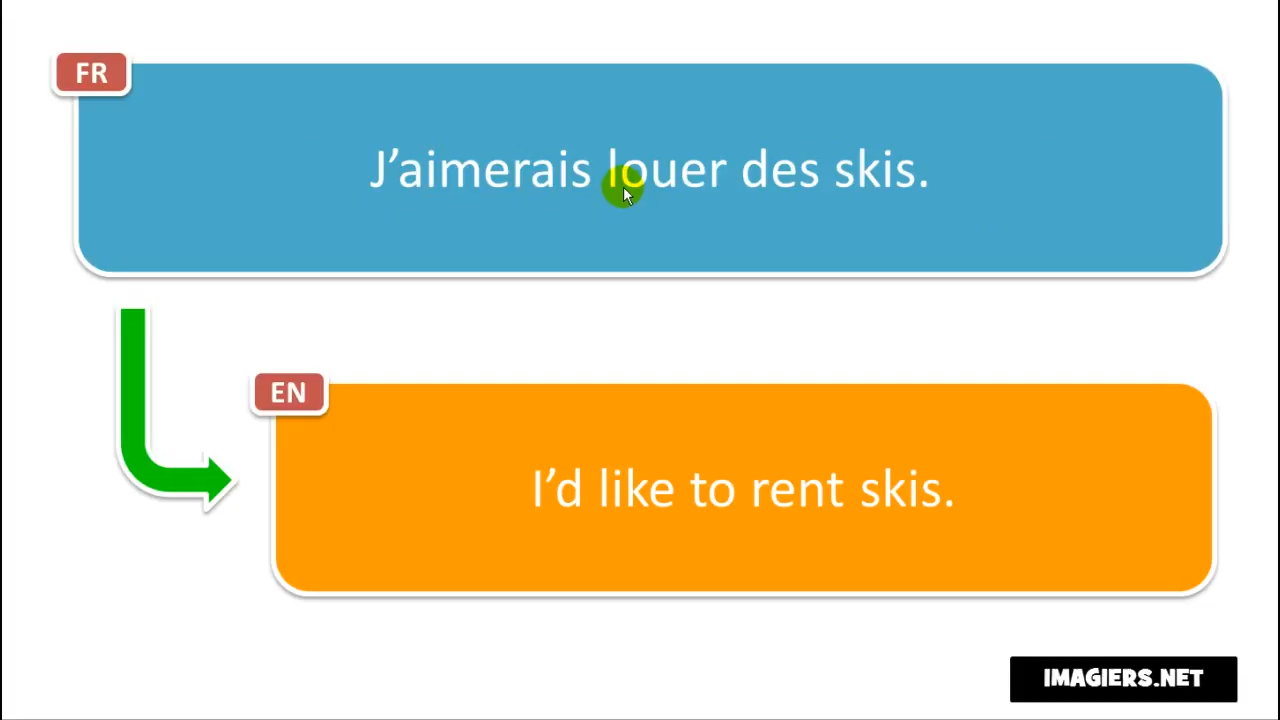 FR
J’aimerais louer des skis.
EN
I’d like to rent skis.
IMAGIERS.NET